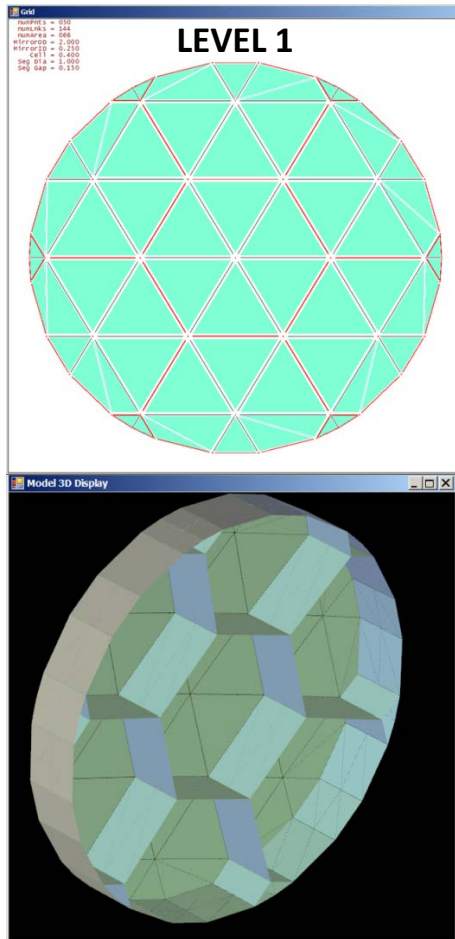 Grid
LEVEL 1
numPnts = 050
numLnks = 144
numArea = 066
MirrorOD = 2.000
MirrorID = 0.250
Cell = 0.400
Seg Dia = 1.000
Seg Gap = 0.150
Model 3D Display